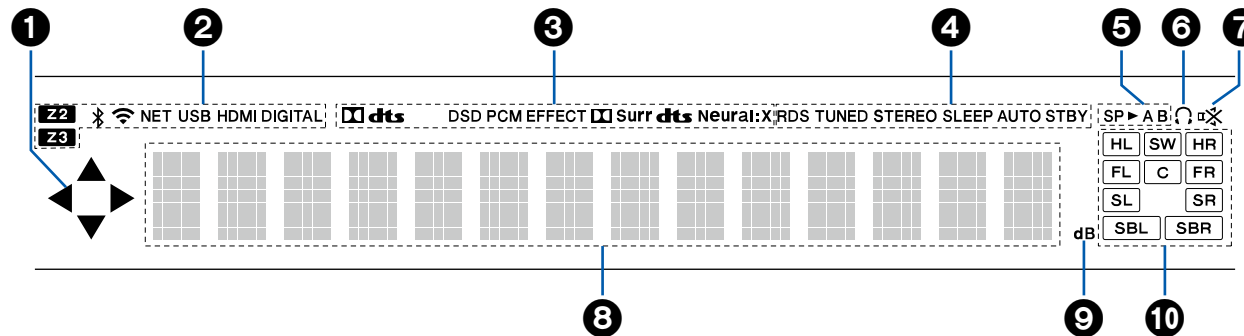 1 2 3 4 5 6 7
Z2 NET USB HDMI DIGITAL dts DSD PCM EFFECT Surr dts Neural:X RDS TUNED STEREO SLEEP AUTO STBY SP ► A B
Z3
HL SW HR
FL C FR
SL SR
SBL SBR
dB
8 9 10